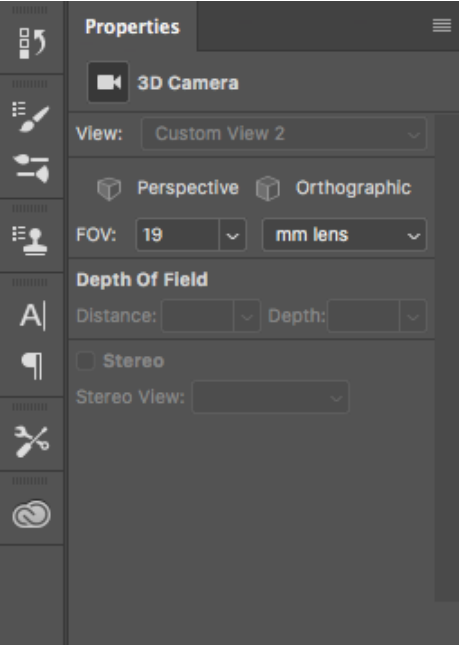 Properties
3D Camera
View: Custom View 2
Perspective Orthographic
FOV: 19 mm lens
Depth Of Field
Distance: Depth:
Stereo
Stereo View:
A
¶